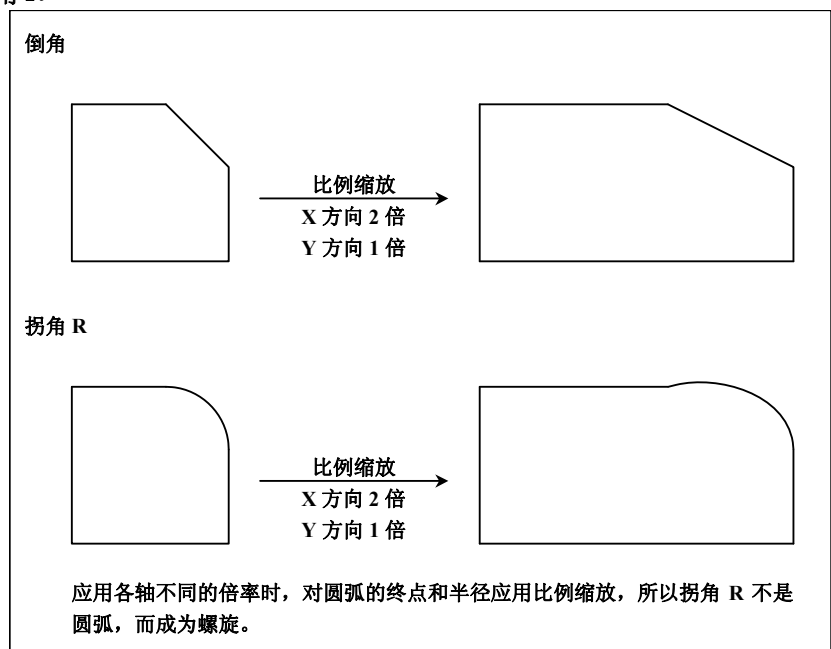 倒角
比例缩放
X 方向 2 倍
Y 方向 1 倍
拐角 R
比例缩放
X 方向 2 倍
Y 方向 1 倍
应用各轴不同的倍率时，对圆弧的终点和半径应用比例缩放，所以拐角 R 不是
圆弧，而成为螺旋。